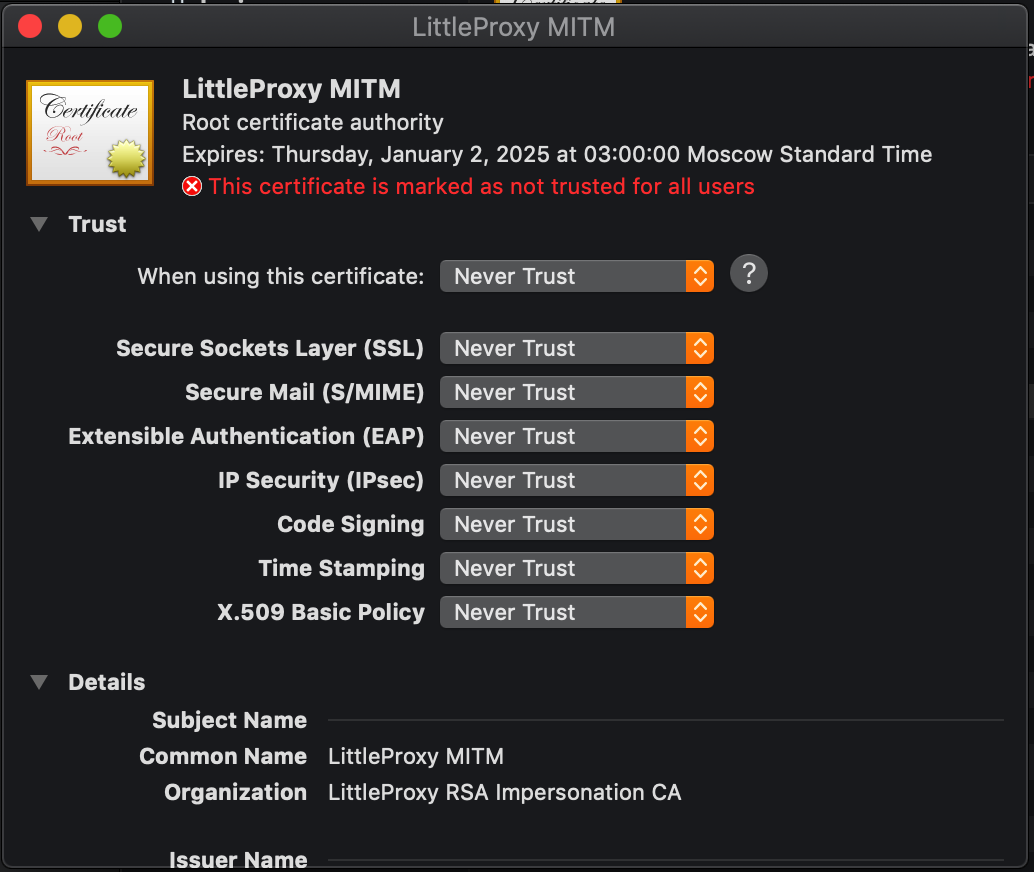 LittleProxy MITM
Certificate
Root
LittleProxy MITM
Root certificate authority
Expires: Thursday, January 2, 2025 at 03:00:00 Moscow Standard Time
This certificate is marked as not trusted for all users
Trust
When using this certificate: Never Trust ?
Secure Sockets Layer (SSL) Never Trust
Secure Mail (S/MIME) Never Trust
Extensible Authentication (EAP) Never Trust
IP Security (IPsec) Never Trust
Code Signing Never Trust
Time Stamping Never Trust
X.509 Basic Policy Never Trust
Details
Subject Name
Common Name LittleProxy MITM
Organization LittleProxy RSA Impersonation CA
Issuer Name